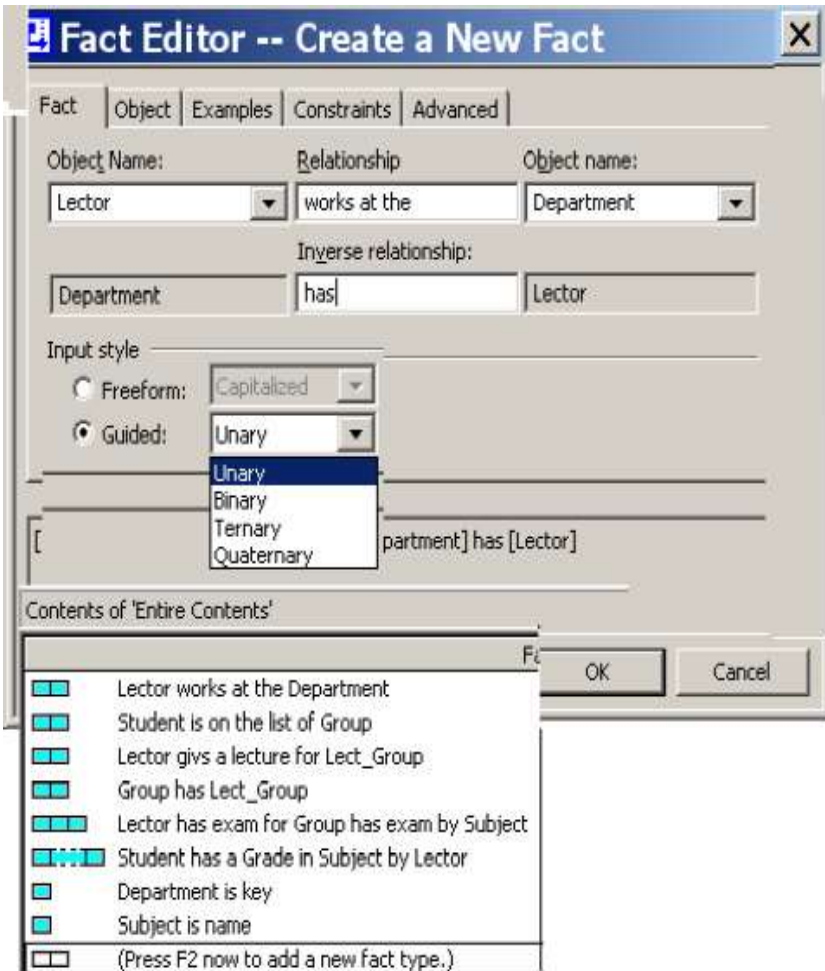 Fact Editor -- Create a New Fact
Fact Object Examples Constraints Advanced
Object Name: Relationship Object name:
Lector works at the Department
Inverse relationship:
Department has Lector
Input style
Freeform: Capitalized
Guided: Unary
Unary
Binary
Ternary
Quaternary
[ partment] has [Lector]
Contents of 'Entire Contents'
Fa
OK Cancel
Lector works at the Department
Student is on the list of Group
Lector givs a lecture for Lect_Group
Group has Lect_Group
Lector has exam for Group has exam by Subject
Student has a Grade in Subject by Lector
Department is key
Subject is name
(Press F2 now to add a new fact type.)